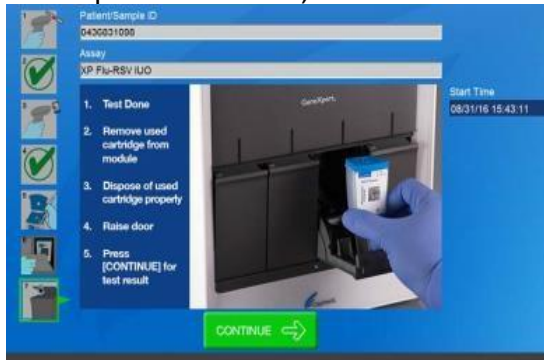 Patient/Sample ID
0436831098
Assay
XP Flu-RSV IUO
Start Time
08/31/16 15:43:11
1. Test Done
2. Remove used
cartridge from
module
3. Dispose of used
cartridge properly
4. Raise door
5. Press
[CONTINUE] for
test result
GeneXpert
CONTINUE